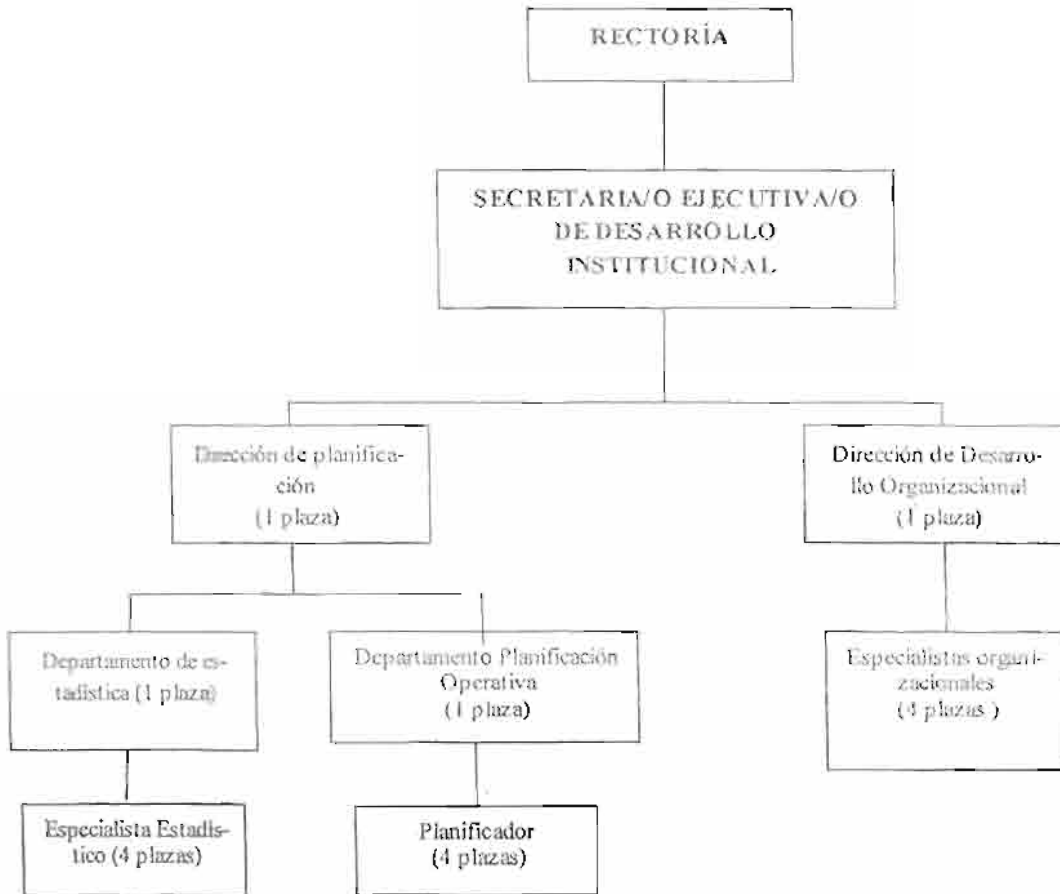 RECTORÍA
SECRETARIA/O EJECUTIVA/O
DE DESARROLLO
INSTITUCIONAL
Dirección de planifica-
ción
(1 plaza)
Dirección de Desarro-
llo Organizacional
(1 plaza)
Departamento de es-
tadística (1 plaza)
Departamento Planificación
Operativa
(1 plaza)
Especialistas organi-
zacionales
(4 plazas )
Especialista Estadís-
tico (4 plazas)
Planificador
(4 plazas)